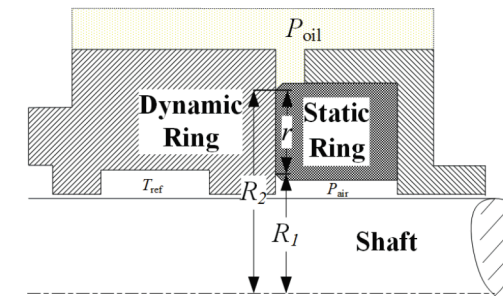 P_oil
Dynamic
Ring
Static
Ring
r
T_ref
R_2
P_air
R_1
Shaft